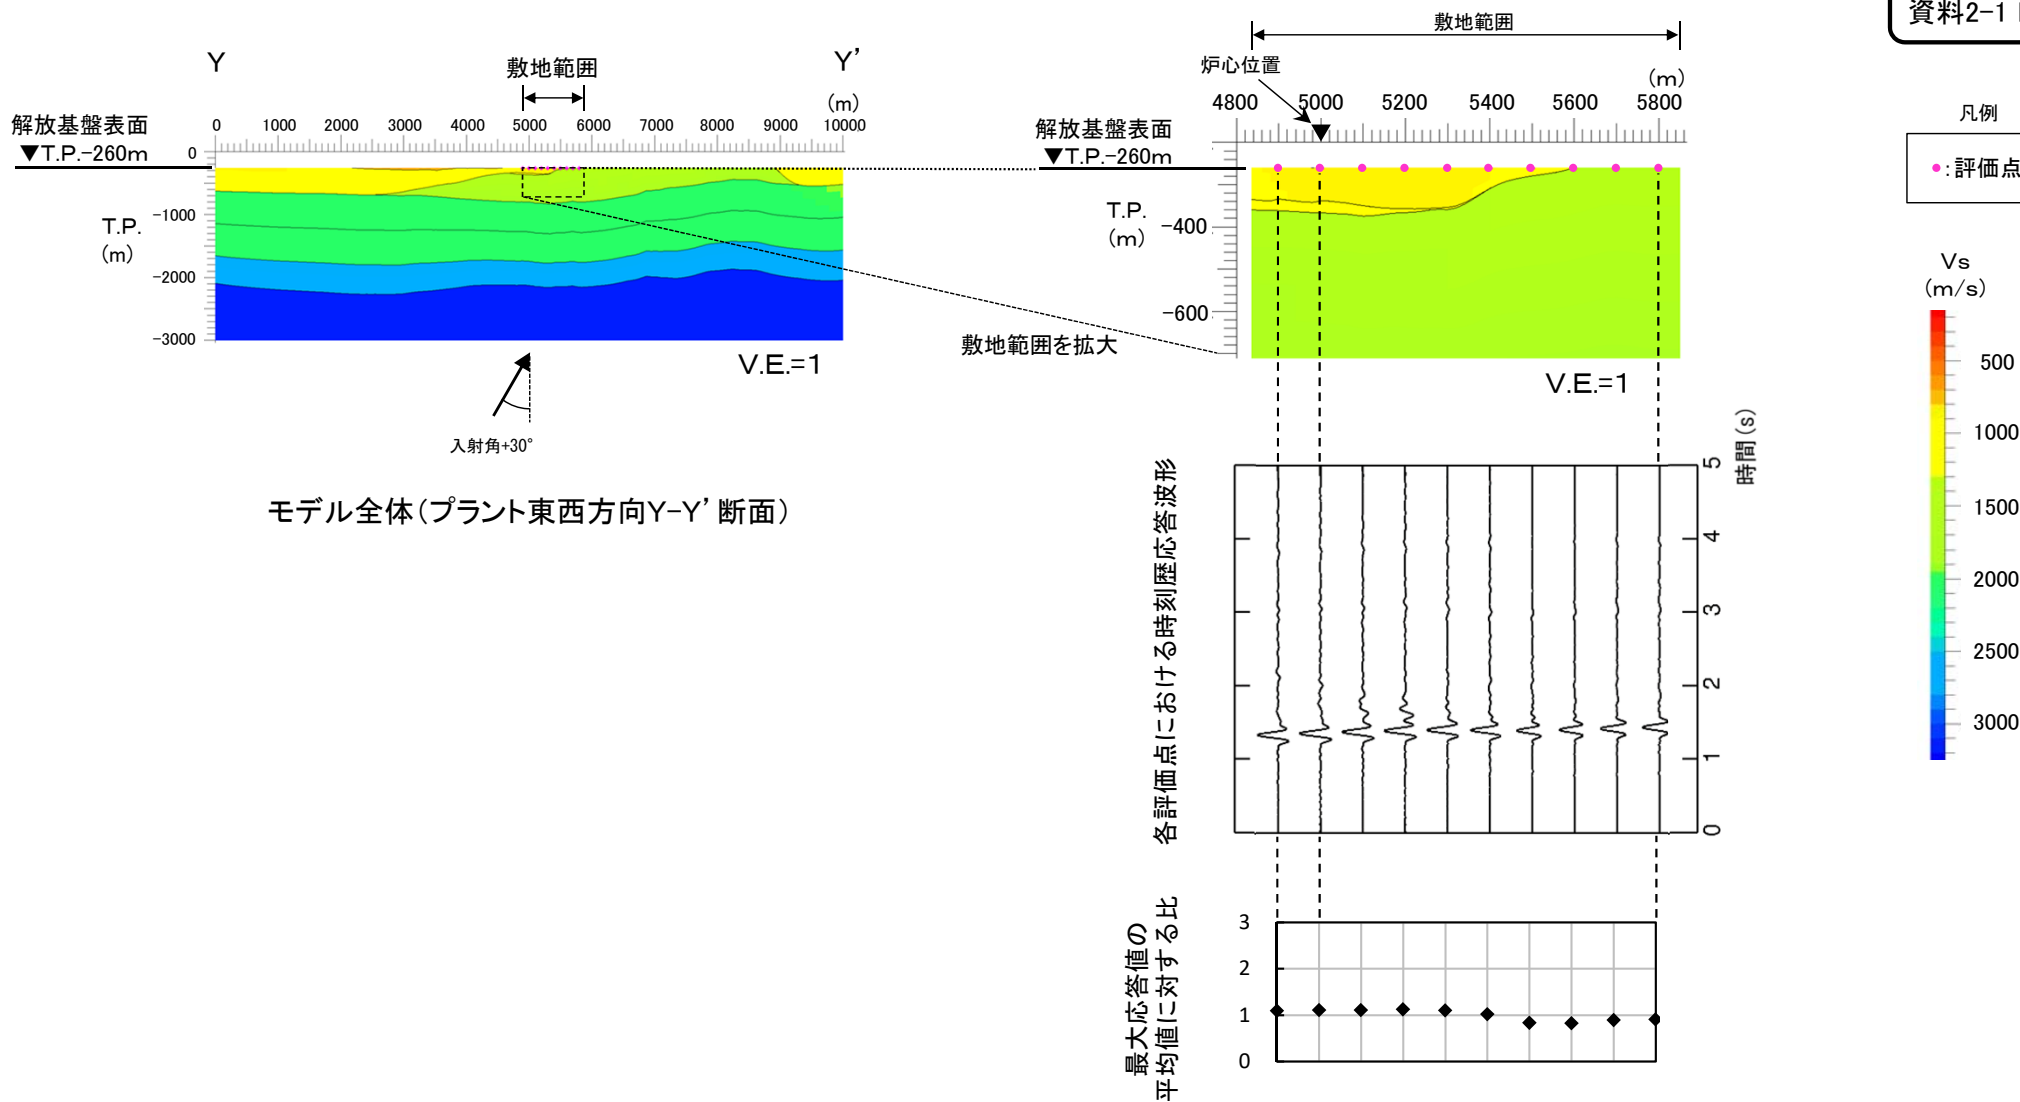 資料2-1
Y
Y’
敷地範囲
(m)
0 1000 2000 3000 4000 5000 6000 7000 8000 9000 10000
解放基盤表面
▼T.P.-260m
0
-1000
-2000
-3000
T.P.
(m)
V.E.=1
入射角+30°
モデル全体(プラント東西方向Y-Y’断面)
敷地範囲を拡大
敷地範囲
炉心位置
(m)
4800 5000 5200 5400 5600 5800
解放基盤表面
▼T.P.-260m
T.P.
(m)
-400
-600
V.E.=1
各評価点における時刻歴応答波形
時間(s)
5
4
3
2
1
0
最大応答値の
平均値に対する比
3
2
1
0
凡例
●:評価点
Vs
(m/s)
500
1000
1500
2000
2500
3000